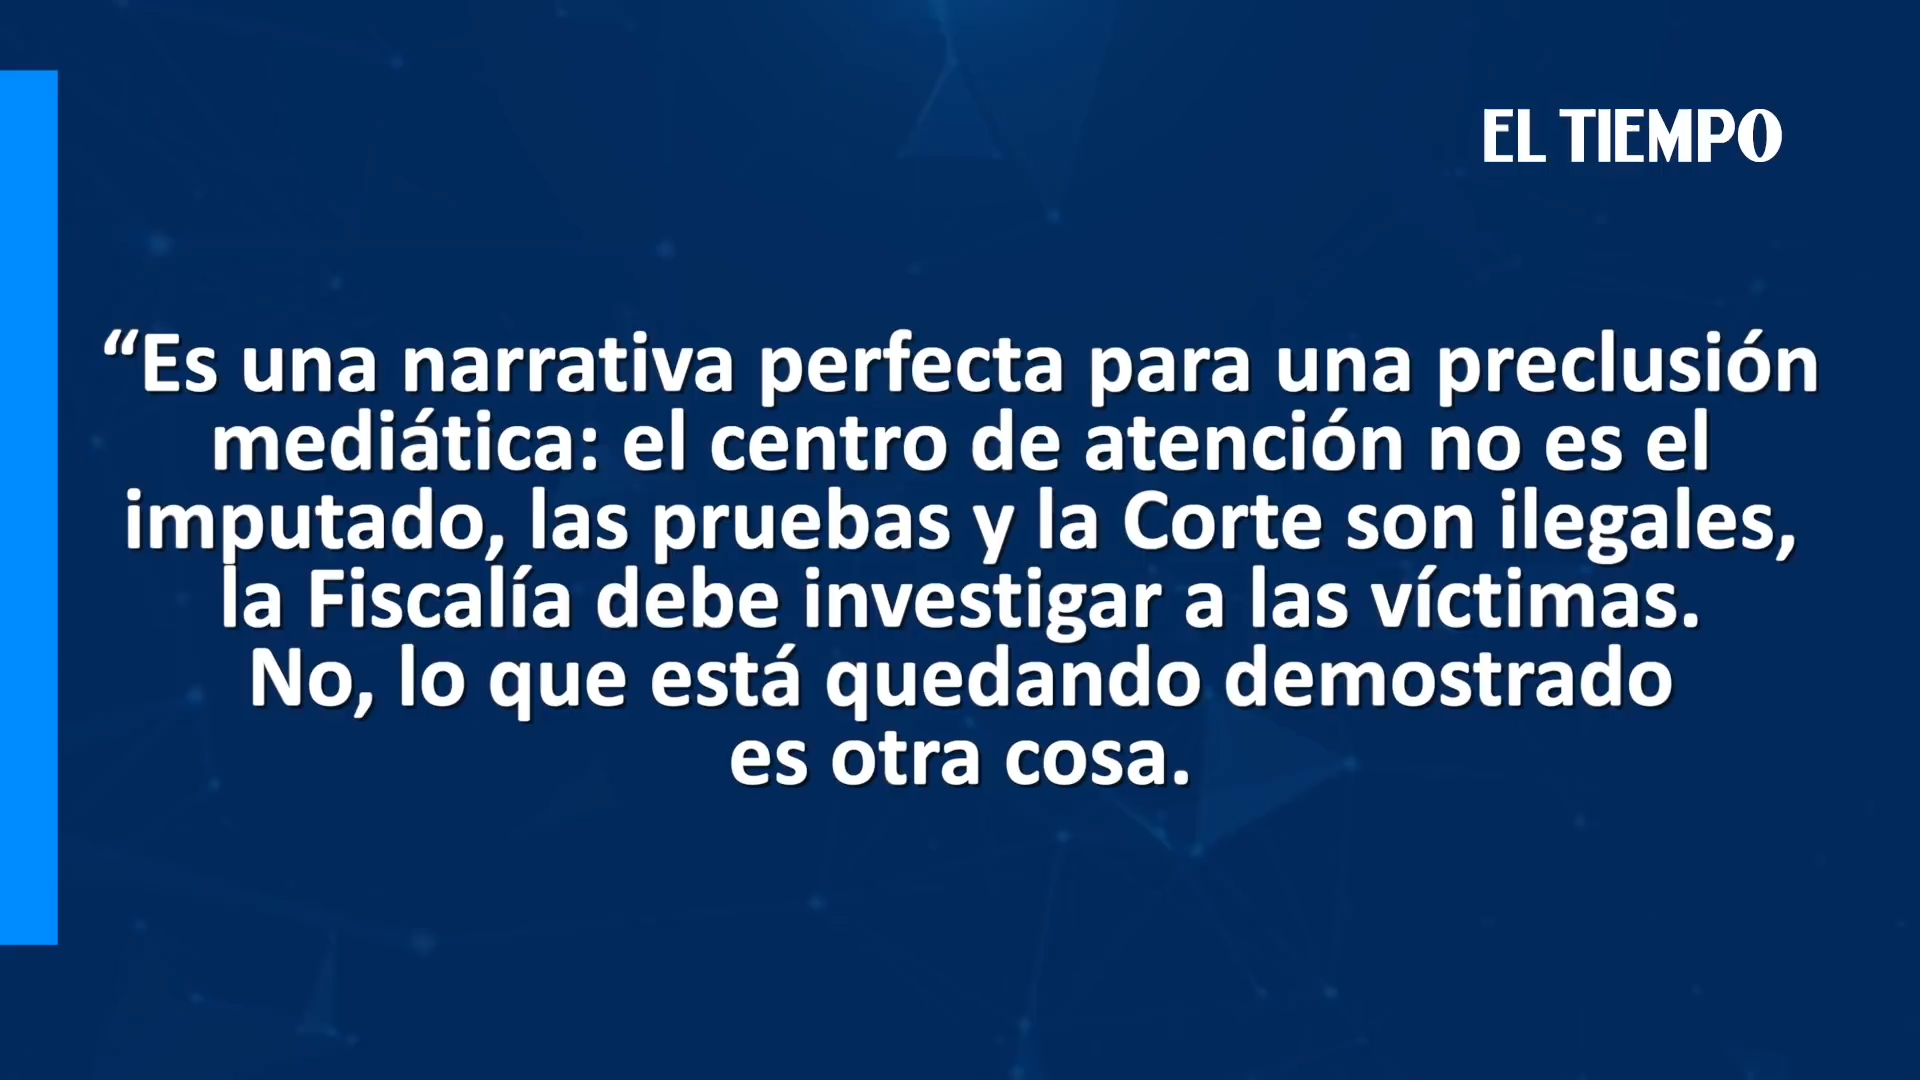 EL TIEMPO
“Es una narrativa perfecta para una preclusión
mediática: el centro de atención no es el
imputado, las pruebas y la Corte son ilegales,
la Fiscalía debe investigar a las víctimas.
No, lo que está quedando demostrado
es otra cosa.